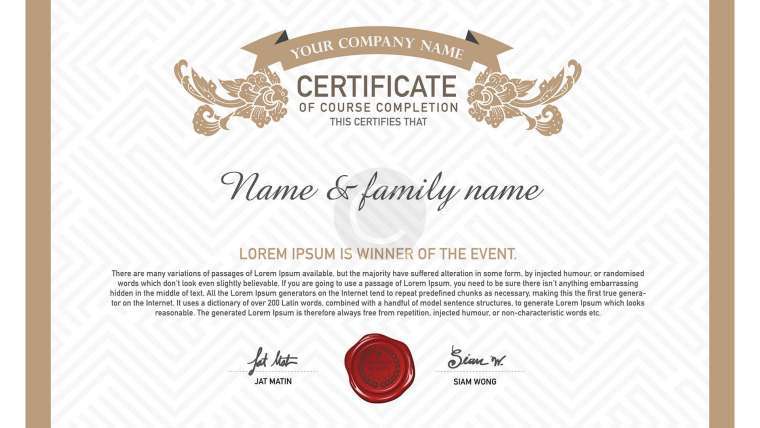 YOUR COMPANY NAME
CERTIFICATE
OF COURSE COMPLETION
THIS CERTIFIES THAT
Name & family name
LOREM IPSUM IS WINNER OF THE EVENT.
There are many variations of passages of Lorem Ipsum available, but the majority have suffered alteration in some form, by injected humour, or randomised
words which don't look even slightly believable. If you are going to use a passage of Lorem Ipsum, you need to be sure there isn't anything embarrassing
hidden in the middle of text. All the Lorem Ipsum generators on the Internet tend to repeat predefined chunks as necessary, making this the first true genera-
tor on the Internet. It uses a dictionary of over 200 Latin words, combined with a handful of model sentence structures, to generate Lorem Ipsum which looks
reasonable. The generated Lorem Ipsum is therefore always free from repetition, injected humour, or non-characteristic words etc.
Jat Mat Siam W.
JAT MATIN SIAM WONG